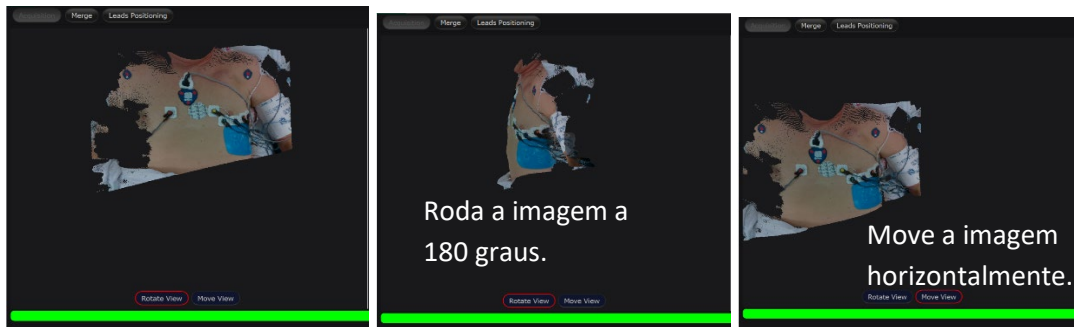 Merge Leads Positioning
Rotate View Move View
Merge Leads Positioning
Roda a imagem a
180 graus.
Rotate View Move View
Merge Leads Positioning
Move a imagem
horizontalmente.
Rotate View Move View